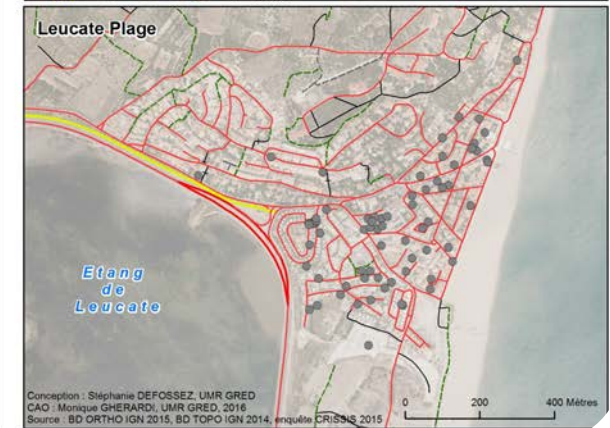 Leucate Plage
Etang
de
Leucate
Conception : Stéphanie DEFOSSEZ, UMR GRED
CAO : Monique GHERARDI, UMR GRED, 2016
Source : BD ORTHO IGN 2015, BD TOPO IGN 2014, enquête CRISSIS 2015
0 200 400 Mètres